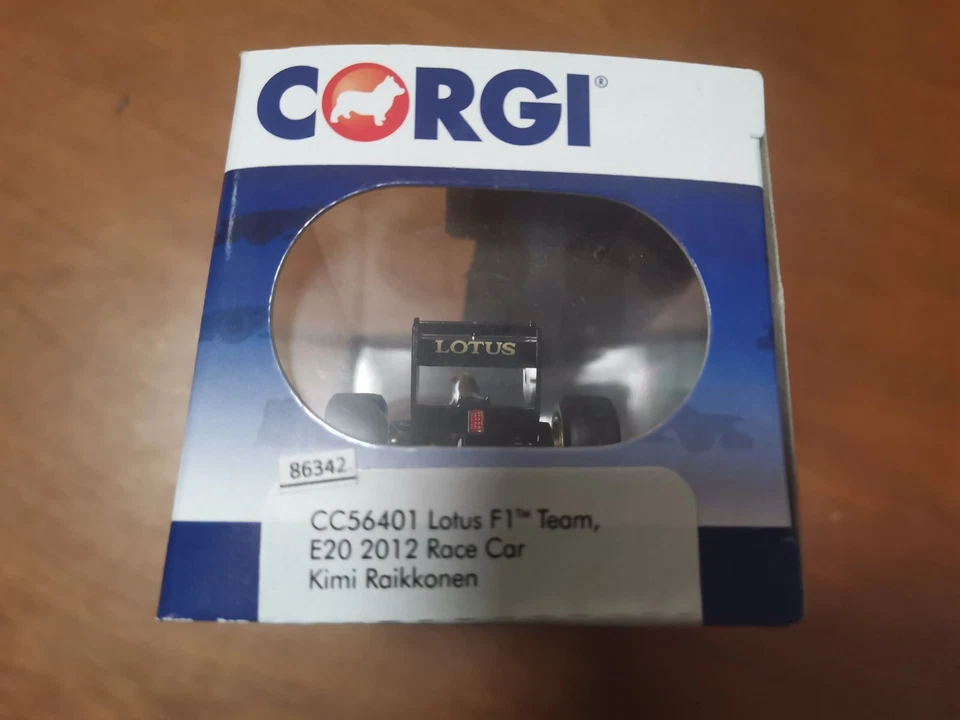 CORGI®
LOTUS
86342
CC56401 Lotus F1™ Team,
E20 2012 Race Car
Kimi Raikkonen